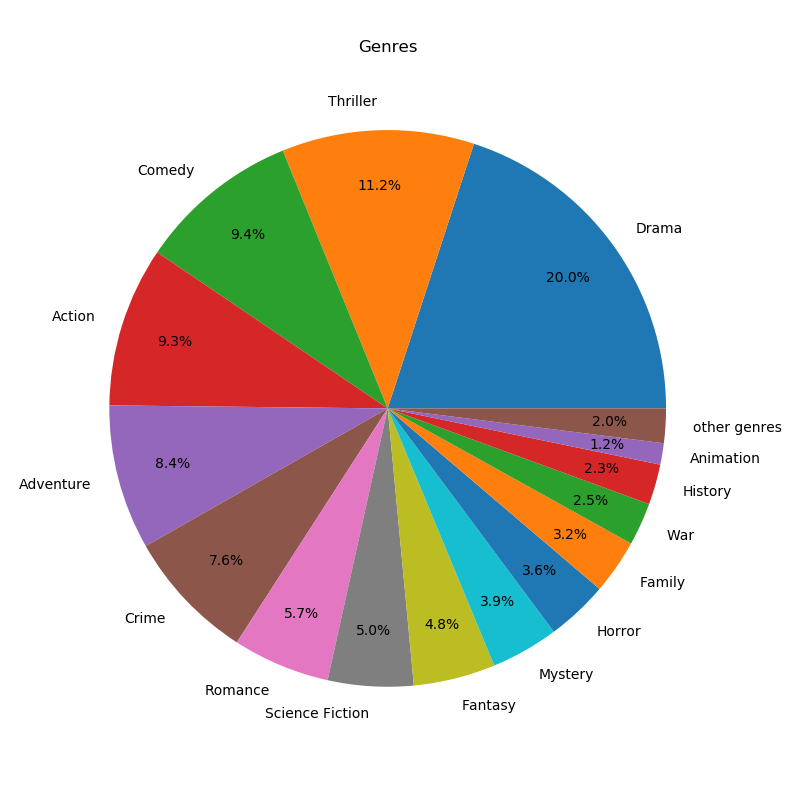 Genres
Thriller
11.2%
Comedy
9.4%
Drama
20.0%
Action
9.3%
Adventure
8.4%
Crime
7.6%
Romance
5.7%
Science Fiction
5.0%
Fantasy
4.8%
Mystery
3.9%
Horror
3.6%
Family
3.2%
War
2.5%
History
2.3%
Animation
1.2%
other genres
2.0%